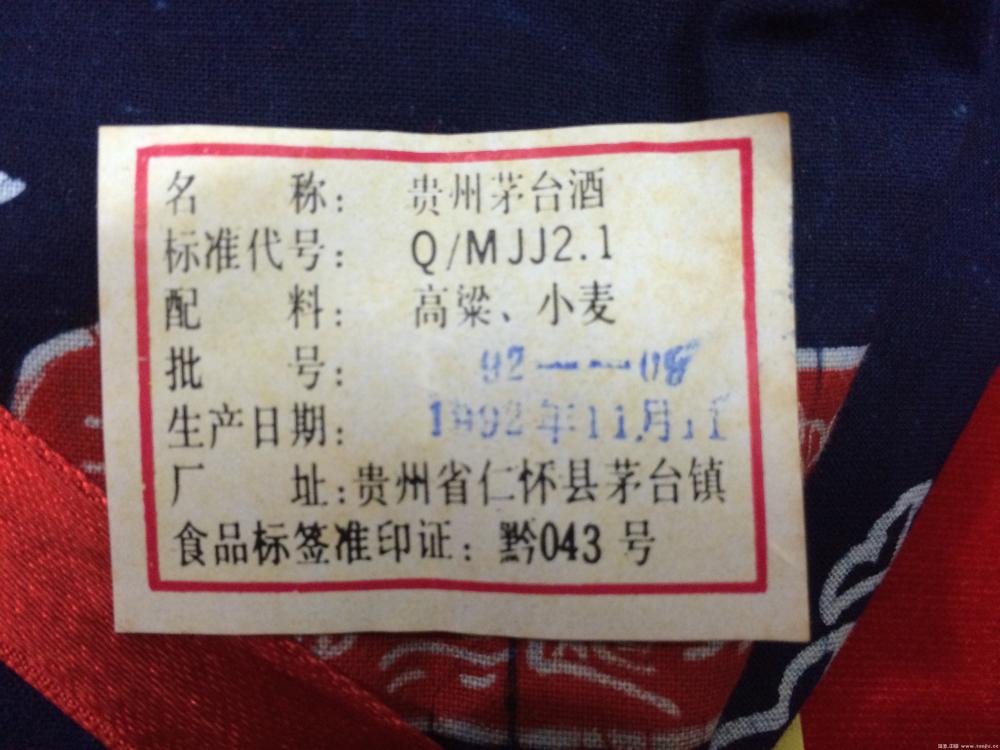 名 称: 贵州茅台酒
标准代号: Q/MJJ2.1
配 料: 高粱、小麦
批 号: 92——08
生产日期: 1992年11月11
厂 址:贵州省仁怀县茅台镇
食品标签准印证: 黔043号